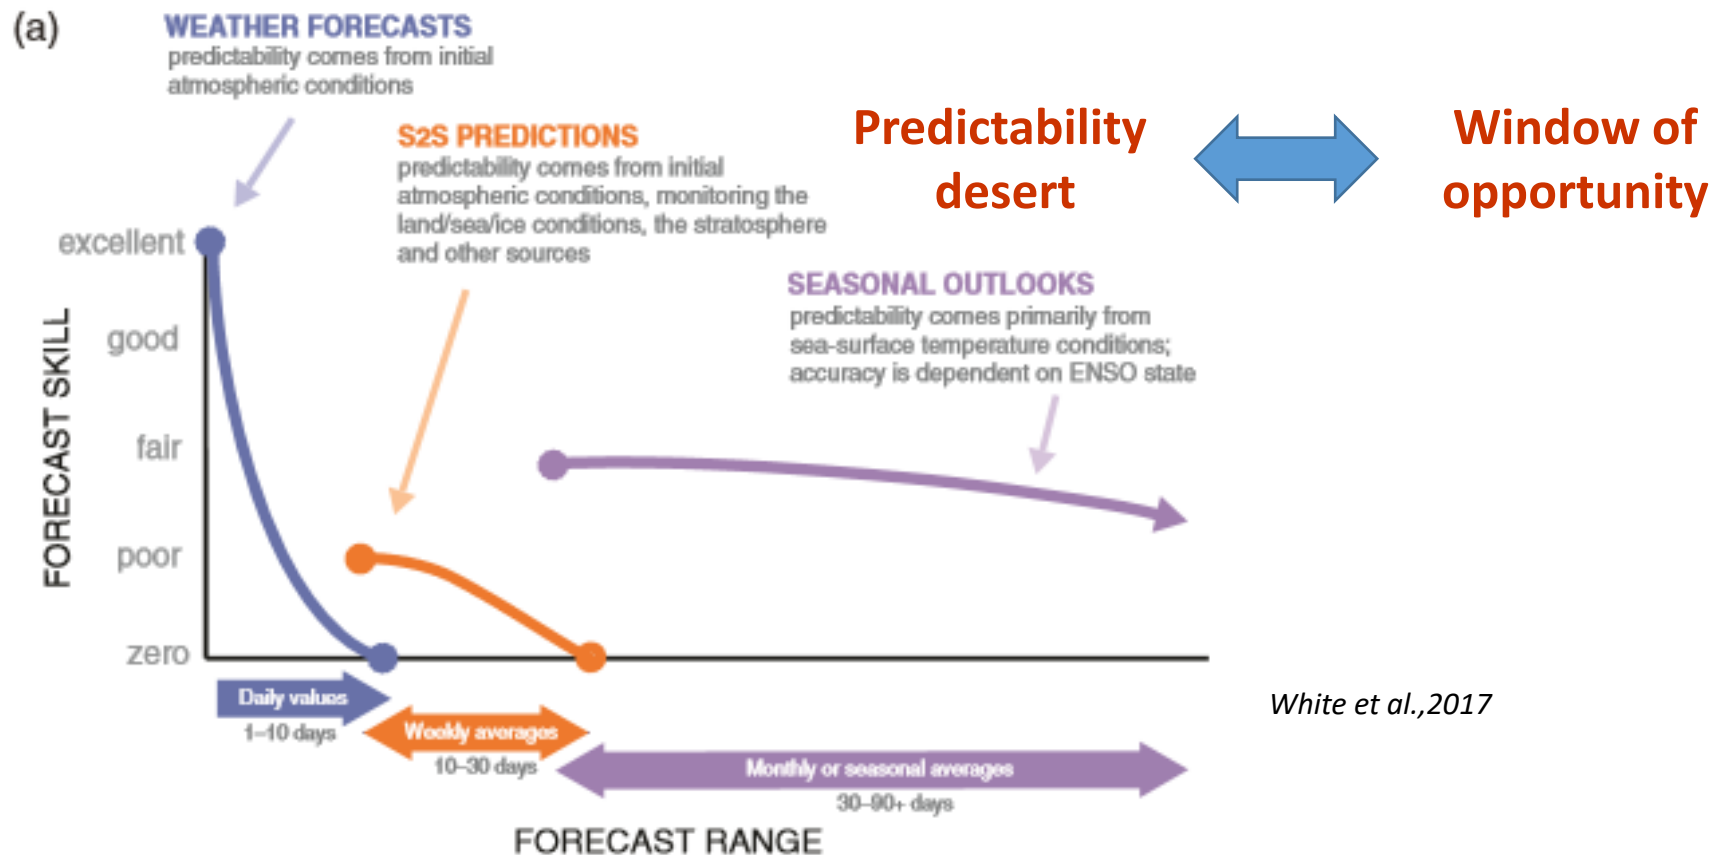 (a)
WEATHER FORECASTS
predictability comes from initial
atmospheric conditions
S2S PREDICTIONS
predictability comes from initial
atmospheric conditions, monitoring the
land/sea/ice conditions, the stratosphere
and other sources
Predictability
desert
Window of
opportunity
SEASONAL OUTLOOKS
predictability comes primarily from
sea-surface temperature conditions;
accuracy is dependent on ENSO state
FORECAST SKILL
excellent
good
fair
poor
zero
Daily values
1–10 days
Weekly averages
10–30 days
Monthly or seasonal averages
30–90+ days
FORECAST RANGE
White et al.,2017